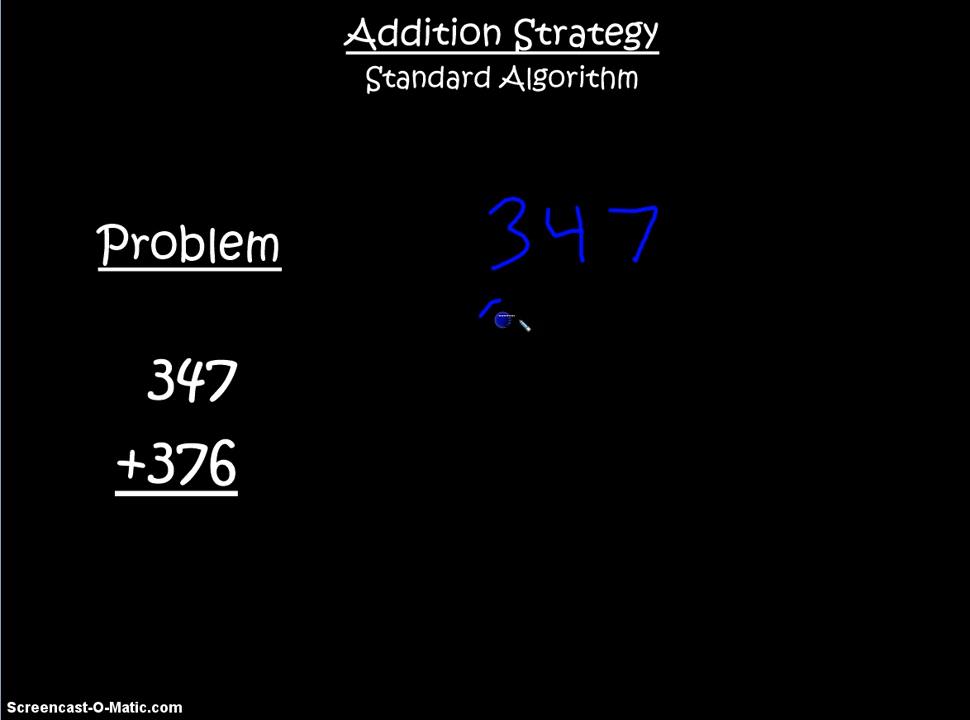 Addition Strategy
Standard Algorithm
347
Problem
347
+376
Screencast-O-Matic.com